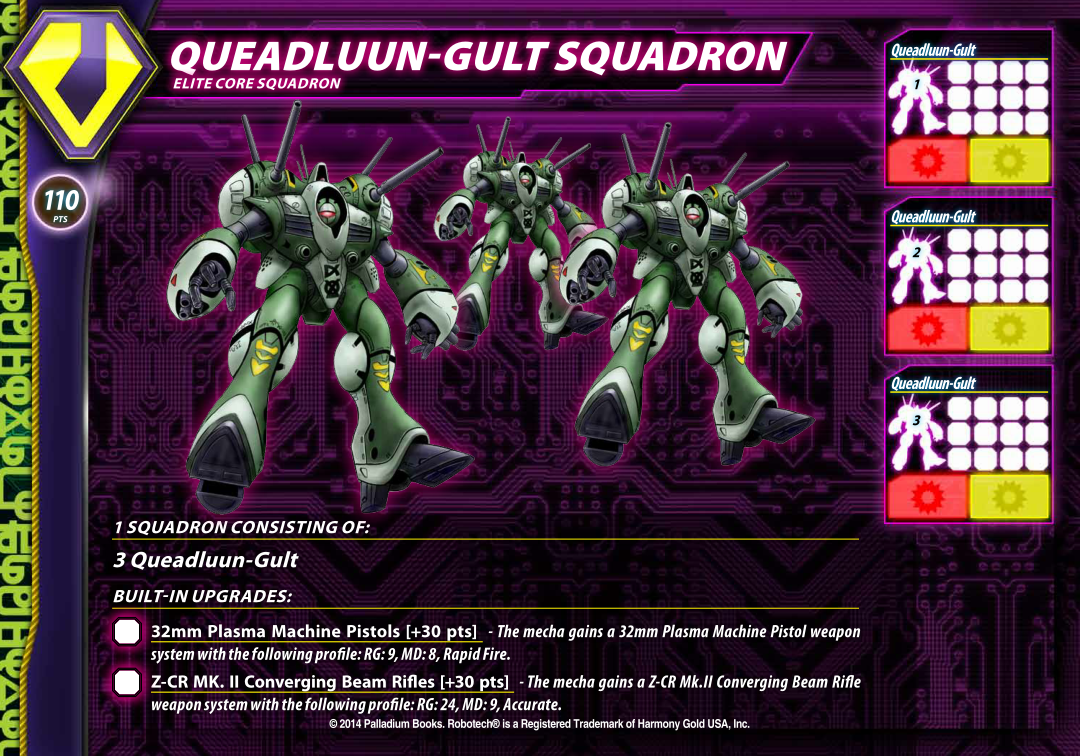 QUEADLUUN-GULT SQUADRON
ELITE CORE SQUADRON
110
PTS
Queadluun-Gult
1
Queadluun-Gult
2
Queadluun-Gult
3
1 SQUADRON CONSISTING OF:
3 Queadluun-Gult
BUILT-IN UPGRADES:
32mm Plasma Machine Pistols [+30 pts] - The mecha gains a 32mm Plasma Machine Pistol weapon
system with the following profile: RG: 9, MD: 8, Rapid Fire.
Z-CR MK. II Converging Beam Rifles [+30 pts] - The mecha gains a Z-CR Mk.II Converging Beam Rifle
weapon system with the following profile: RG: 24, MD: 9, Accurate.
© 2014 Palladium Books. Robotech® is a Registered Trademark of Harmony Gold USA, Inc.